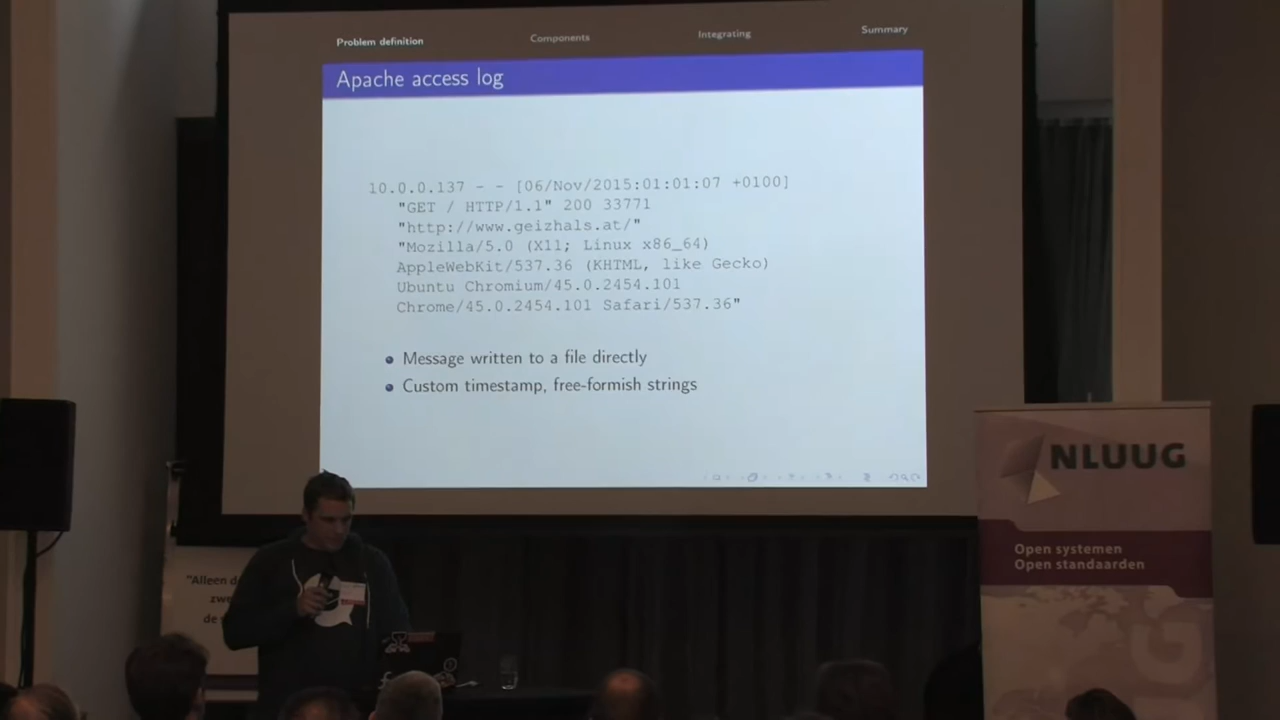 Problem definition
Components
Integrating
Summary
Apache access log
10.0.0.137 - - [06/Nov/2015:01:01:07 +0100]
"GET / HTTP/1.1" 200 33771
"http://www.geizhals.at/"
"Mozilla/5.0 (X11; Linux x86_64)
AppleWebKit/537.36 (KHTML, like Gecko)
Ubuntu Chromium/45.0.2454.101
Chrome/45.0.2454.101 Safari/537.36"
Message written to a file directly
Custom timestamp, free-formish strings
NLUUG
Open systemen
Open standaarden
"Alleen
de